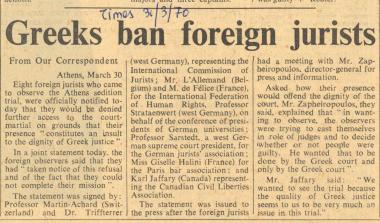 Times 31/3/70
Greeks ban foreign jurists
From Our Correspondent
Athens, March 30
Eight foreign jurists who came
to observe the Athens sedition
trial, were officially notified to-
day that they would be denied
further access to the court-
martial on grounds that their
presence "constitutes an insult
to the dignity of Greek justice".
In a joint statement today, the
foreign observers said that they
had "taken notice of this refusal
and of the fact that they could
not complete their mission".
The statement was signed by:
Professor Martin-Achard (Swit-
zerland) and Dr. Triffterer
(west Germany), representing the
International Commission of
Jurists; Mr. L'Allemand (Bel-
gium) and M. de Félice (France),
for the International Federation
of Human Rights, Professor
Stratenwert (west Germany), on
behalf of the conference of presi-
dents of German universities;
Professor Sarstedt, a west Ger-
man supreme court president, for
the German jurists' association;
Miss Giselle Halini (France) for
the Paris bar association; and
Karl Jaffary (Canada) represent-
ing the Canadian Civil Liberties
Association.
The statement was issued to
the press after the foreign jurists
had a meeting with Mr. Zap-
heiropoulos, director-general for
press and information.
Asked how their presence
would offend the dignity of the
court, Mr. Zapheiropoulos, they
said, explained that "in want-
ing to observe, the observers
were trying to cast themselves
in role of judges and to decide
whether or not people were
guilty. He wanted that to be
done by the Greek court and
only by the Greek court".
Mr. Jaffary said: "We
wanted to see the trial because
the quality of Greek justice
seems to us to be very much an
issue in this trial."